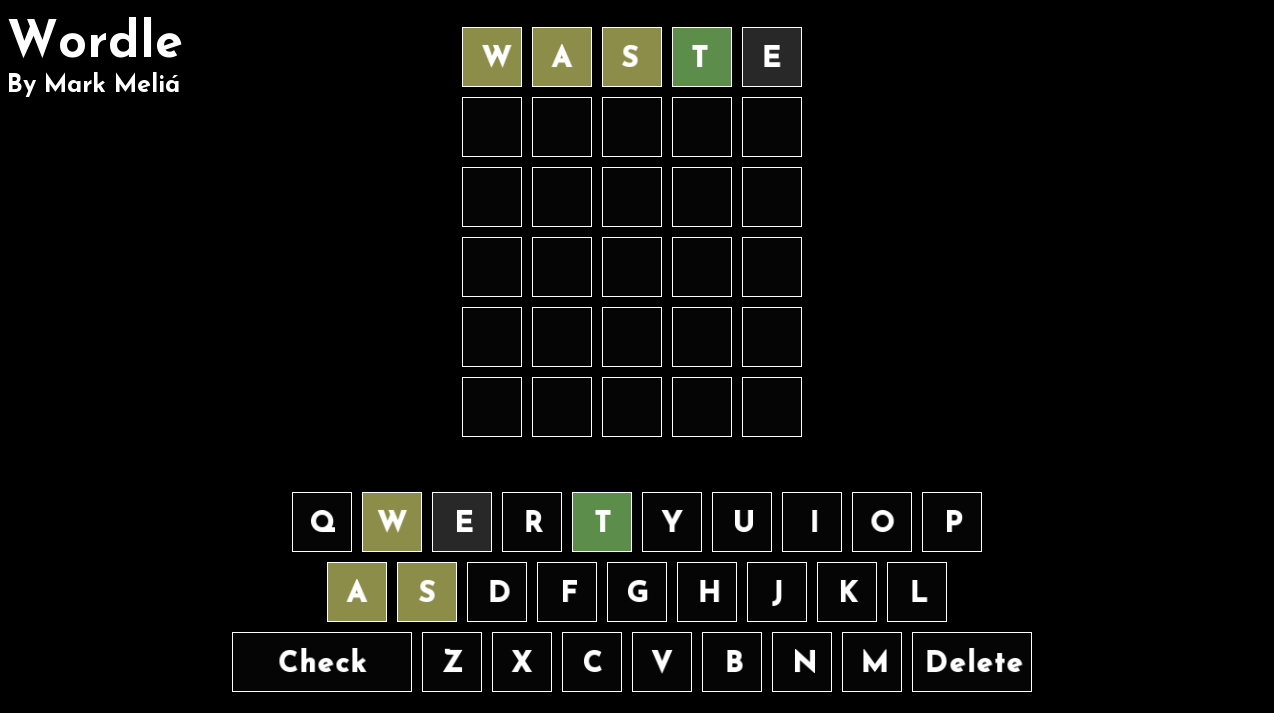 Wordle
By Mark Meliá
W A S T E
Q W E R T Y U I O P
A S D F G H J K L
Check Z X C V B N M Delete